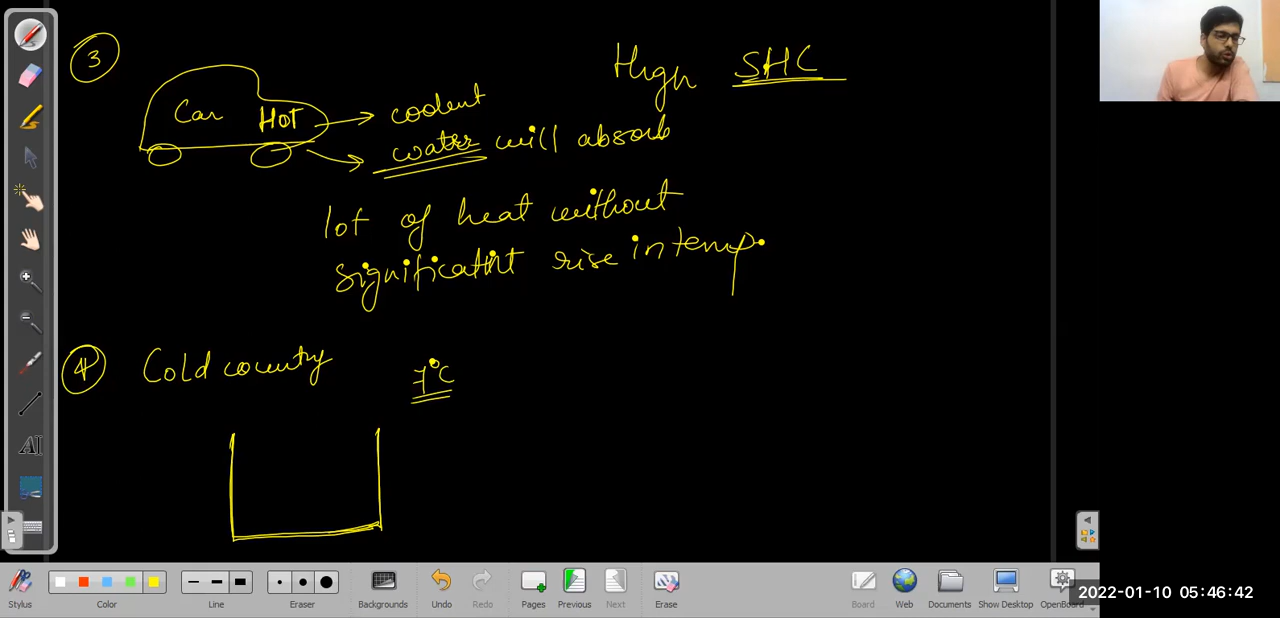 3
High SHC
Car HOT → coolent
→ water will absorb
lot of heat without
significant rise in temp.
4 Cold country 7°C
Stylus
Color
Line
Eraser
Backgrounds
Undo
Redo
Pages
Previous
Next
Erase
Board
Web
Documents
Show Desktop
OpenBoard
2022-01-10 05:46:42